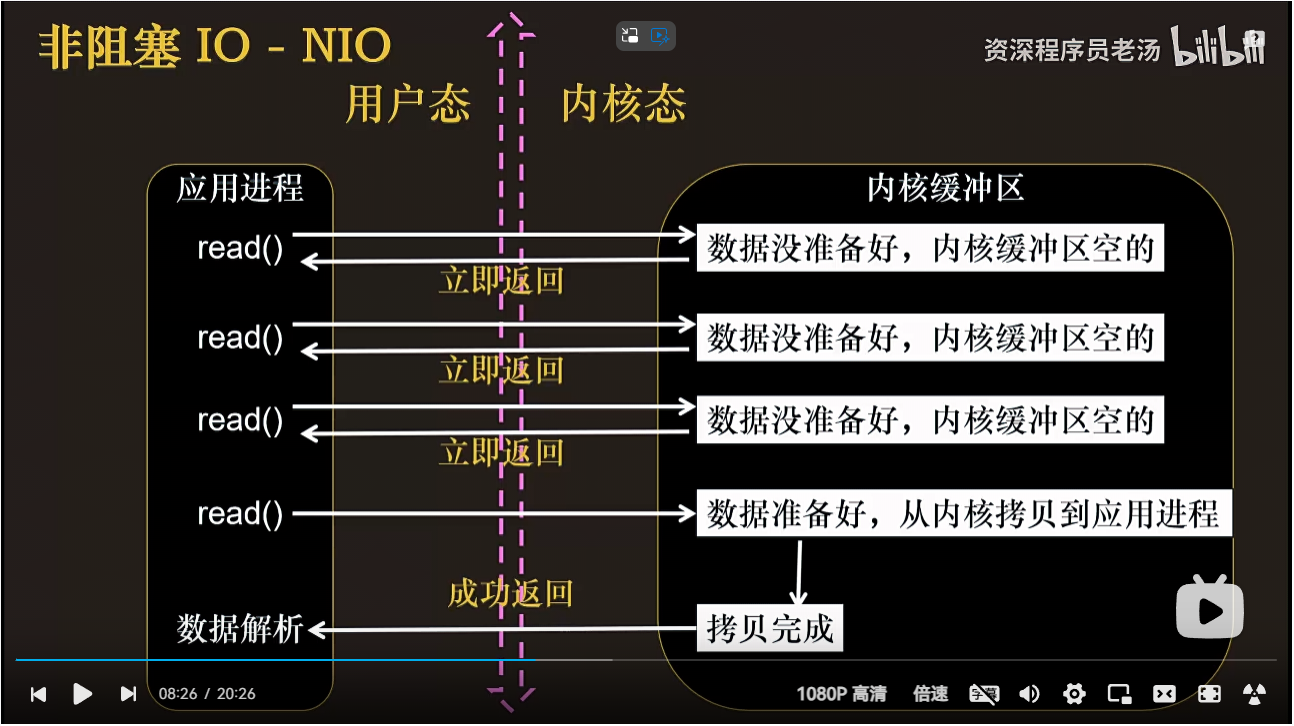 非阻塞 IO - NIO
资深程序员老汤 bilibili
用户态
内核态
应用进程
内核缓冲区
read()
数据没准备好，内核缓冲区空的
立即返回
read()
数据没准备好，内核缓冲区空的
立即返回
read()
数据没准备好，内核缓冲区空的
立即返回
read()
数据准备好，从内核拷贝到应用进程
成功返回
数据解析
拷贝完成
08:26 / 20:26
1080P 高清
倍速
字幕